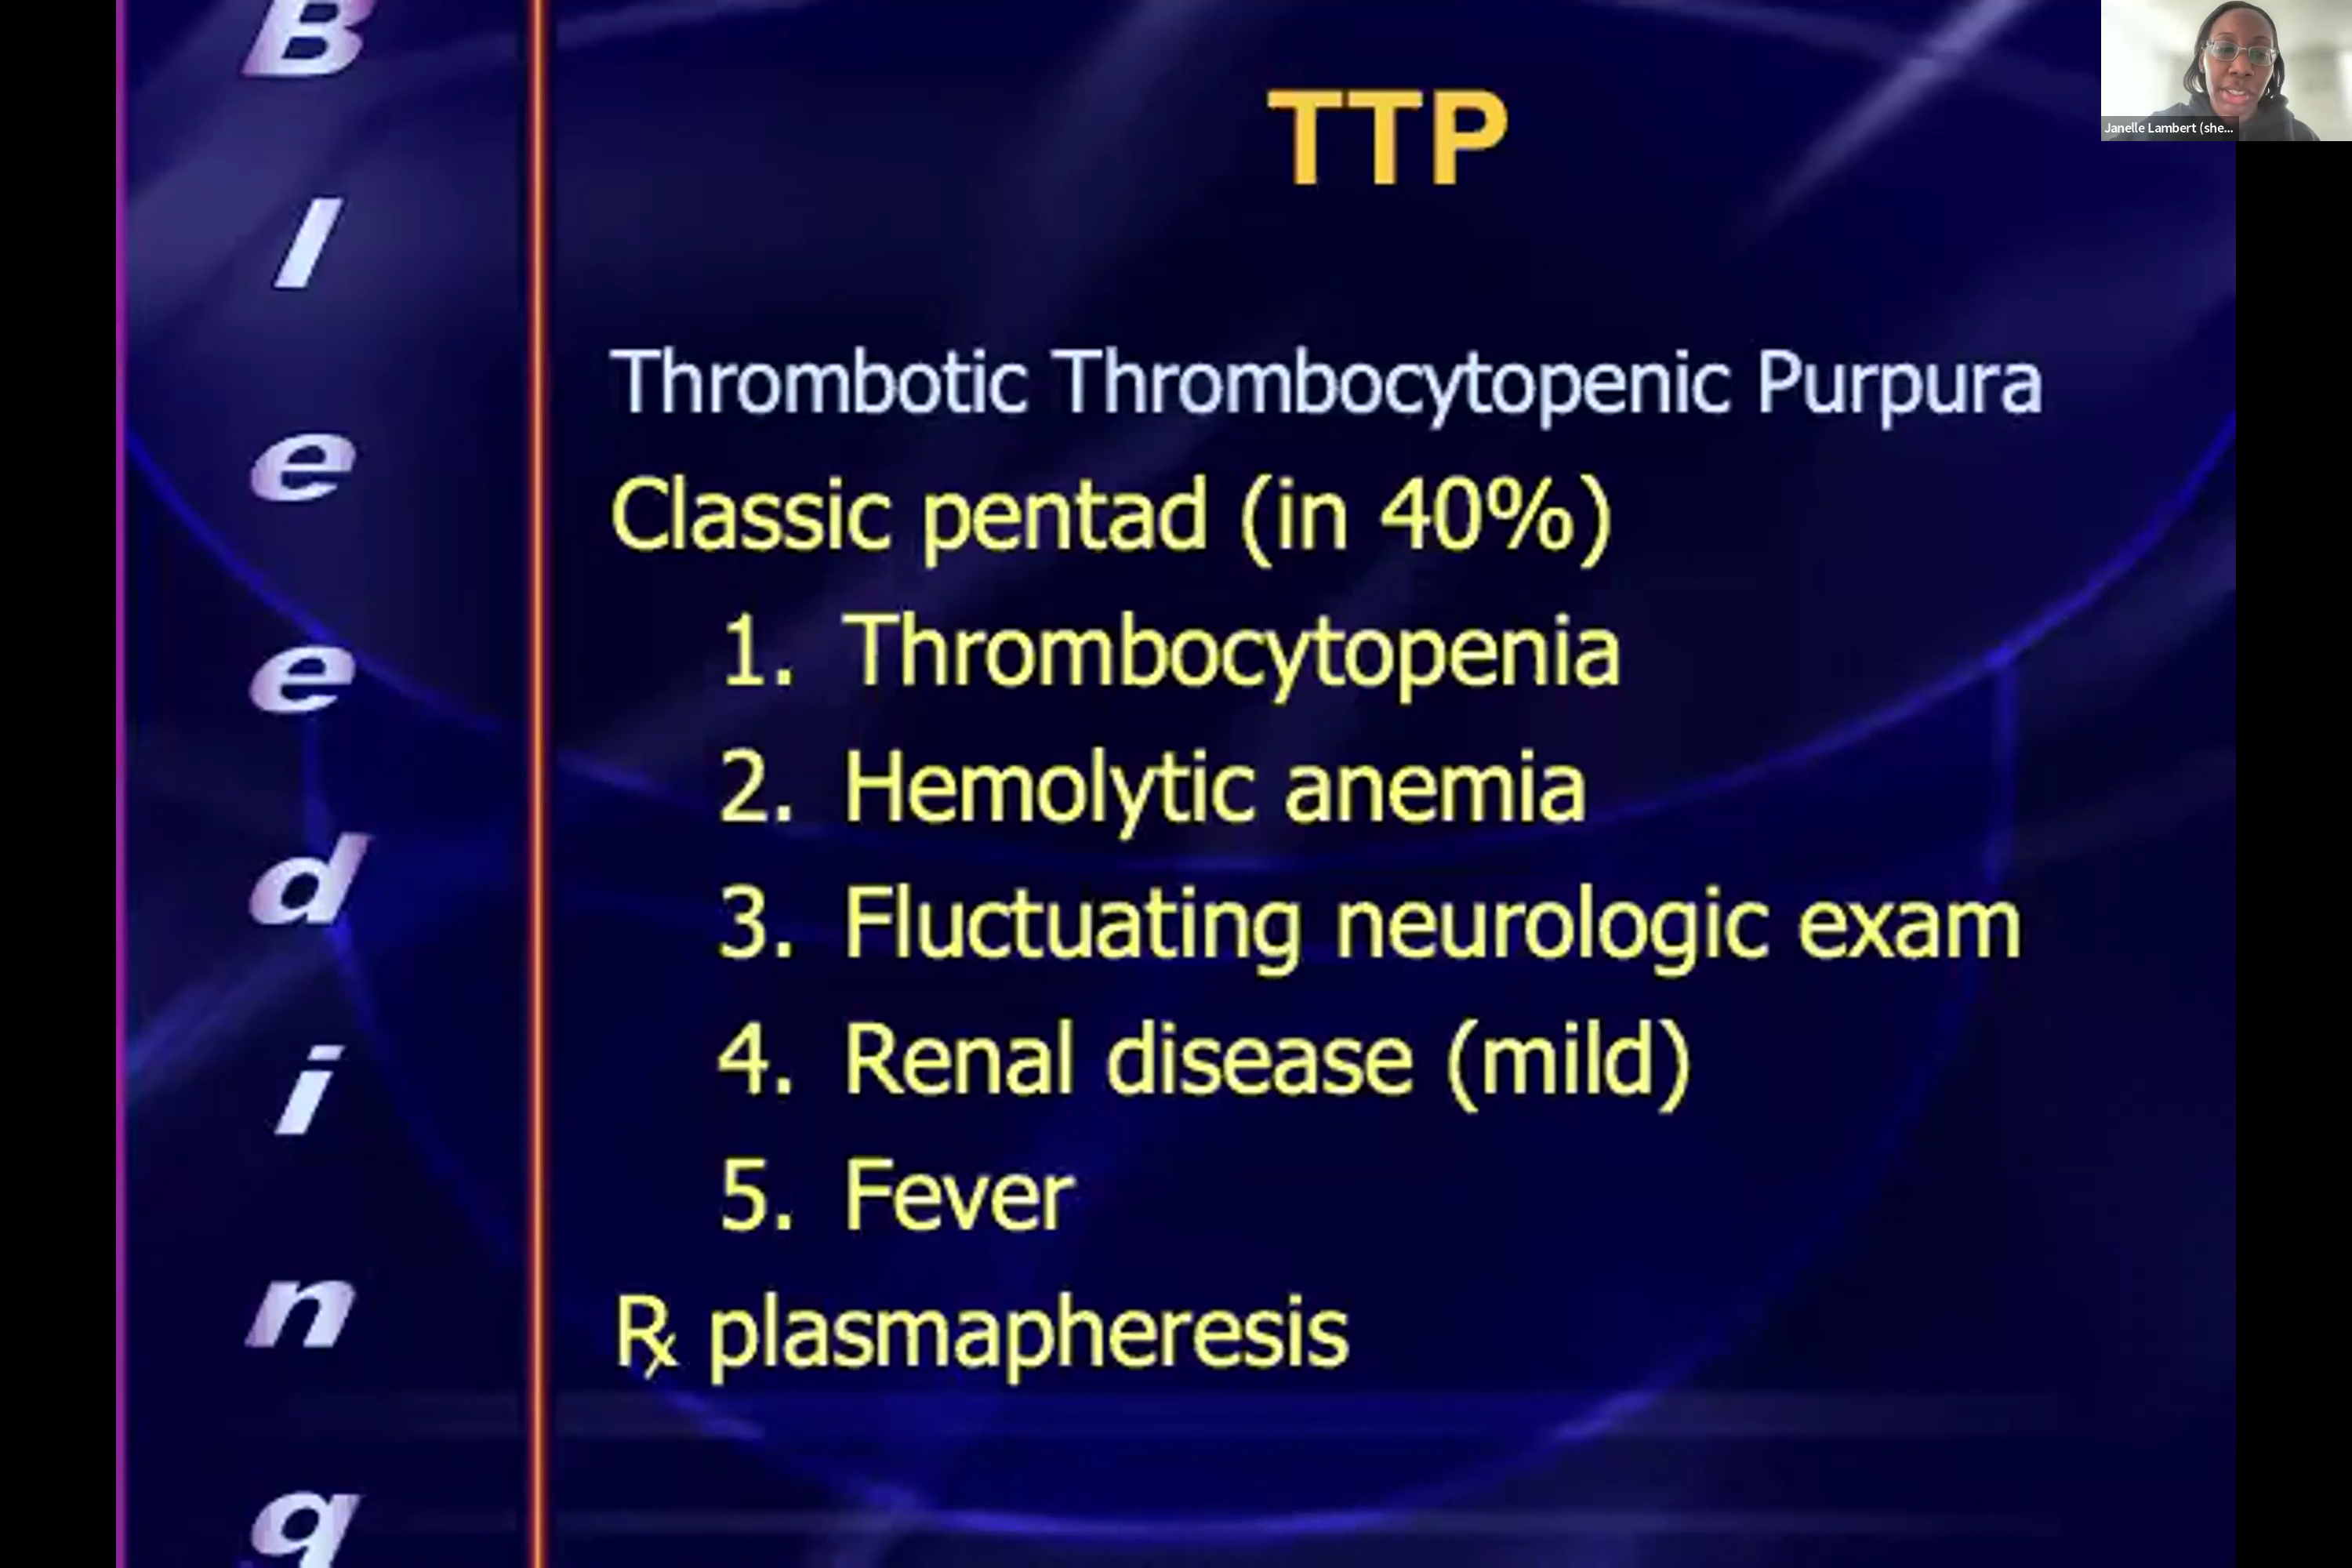 Bleeding
TTP
Thrombotic Thrombocytopenic Purpura
Classic pentad (in 40%)
1. Thrombocytopenia
2. Hemolytic anemia
3. Fluctuating neurologic exam
4. Renal disease (mild)
5. Fever
℞ plasmapheresis
Janelle Lambert (she...